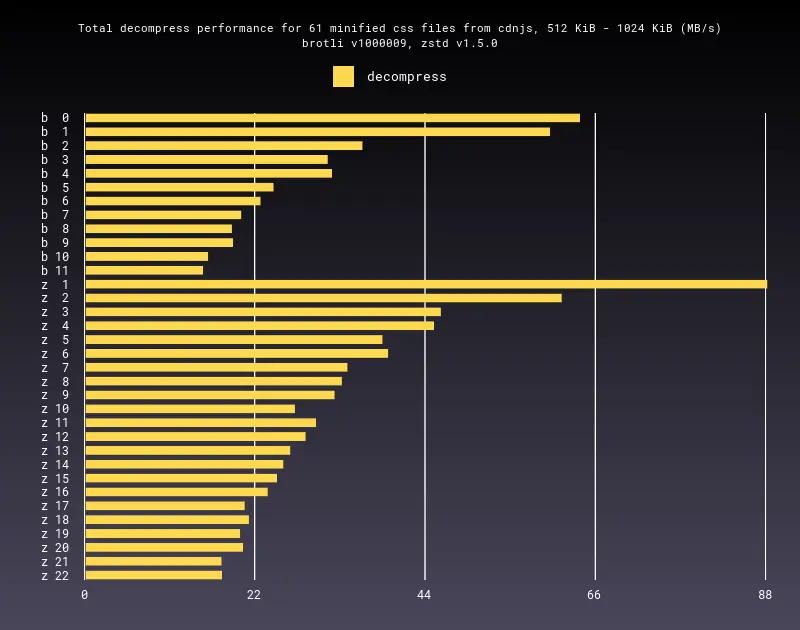 Total decompress performance for 61 minified css files from cdnjs, 512 KiB - 1024 KiB (MB/s)
brotli v1000009, zstd v1.5.0
decompress
b 0
b 1
b 2
b 3
b 4
b 5
b 6
b 7
b 8
b 9
b 10
b 11
z 1
z 2
z 3
z 4
z 5
z 6
z 7
z 8
z 9
z 10
z 11
z 12
z 13
z 14
z 15
z 16
z 17
z 18
z 19
z 20
z 21
z 22
0 22 44 66 88